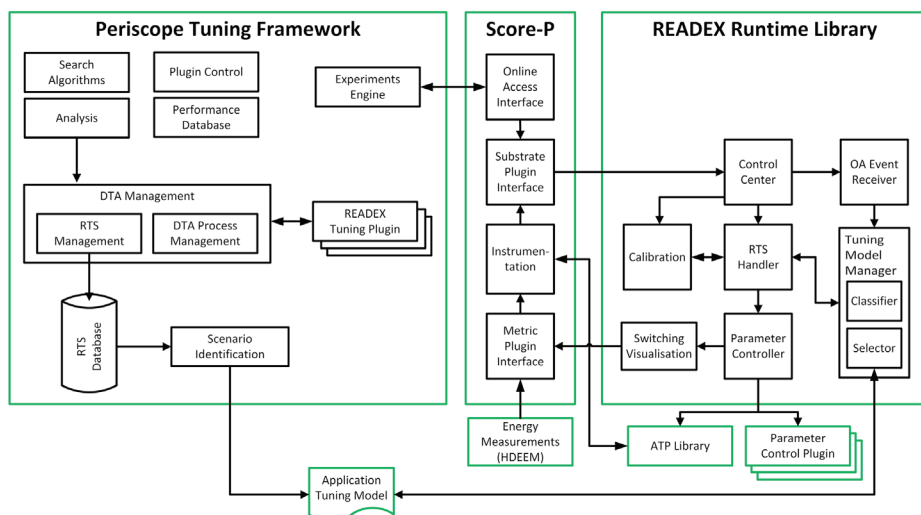 Periscope Tuning Framework
Search
Algorithms
Plugin Control
Analysis
Performance
Database
Experiments
Engine
DTA Management
RTS
Management
DTA Process
Management
READEX
Tuning Plugin
RTS
Database
Scenario
Identification
Score-P
Online
Access
Interface
Substrate
Plugin
Interface
Instrumen-
tation
Metric
Plugin
Interface
Energy
Measurements
(HDEEM)
READEX Runtime Library
Control
Center
OA Event
Receiver
Calibration
RTS
Handler
Tuning
Model
Manager
Classifier
Selector
Switching
Visualisation
Parameter
Controller
ATP Library
Parameter
Control Plugin
Application
Tuning Model